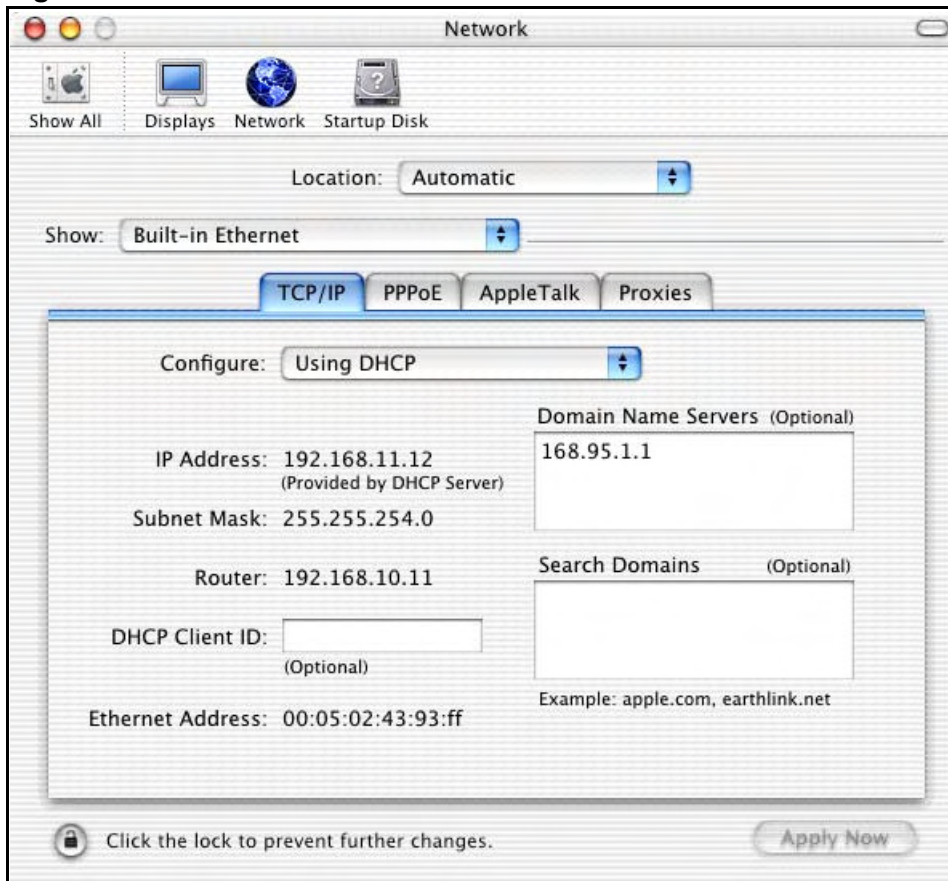 Network
Show All Displays Network Startup Disk
Location: Automatic
Show: Built-in Ethernet
TCP/IP PPPoE AppleTalk Proxies
Configure: Using DHCP
Domain Name Servers (Optional)
168.95.1.1
IP Address: 192.168.11.12
(Provided by DHCP Server)
Subnet Mask: 255.255.254.0
Router: 192.168.10.11
Search Domains (Optional)
DHCP Client ID:
(Optional)
Example: apple.com, earthlink.net
Ethernet Address: 00:05:02:43:93:ff
Click the lock to prevent further changes.
Apply Now